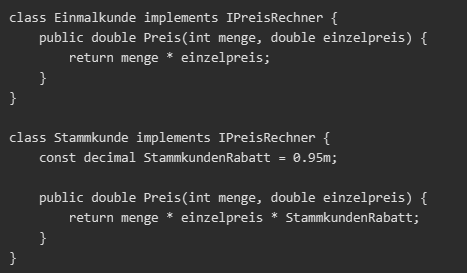 class Einmalkunde implements IPreisRechner {
    public double Preis(int menge, double einzelpreis) {
        return menge * einzelpreis;
    }
}

class Stammkunde implements IPreisRechner {
    const decimal StammkundenRabatt = 0.95m;

    public double Preis(int menge, double einzelpreis) {
        return menge * einzelpreis * StammkundenRabatt;
    }
}